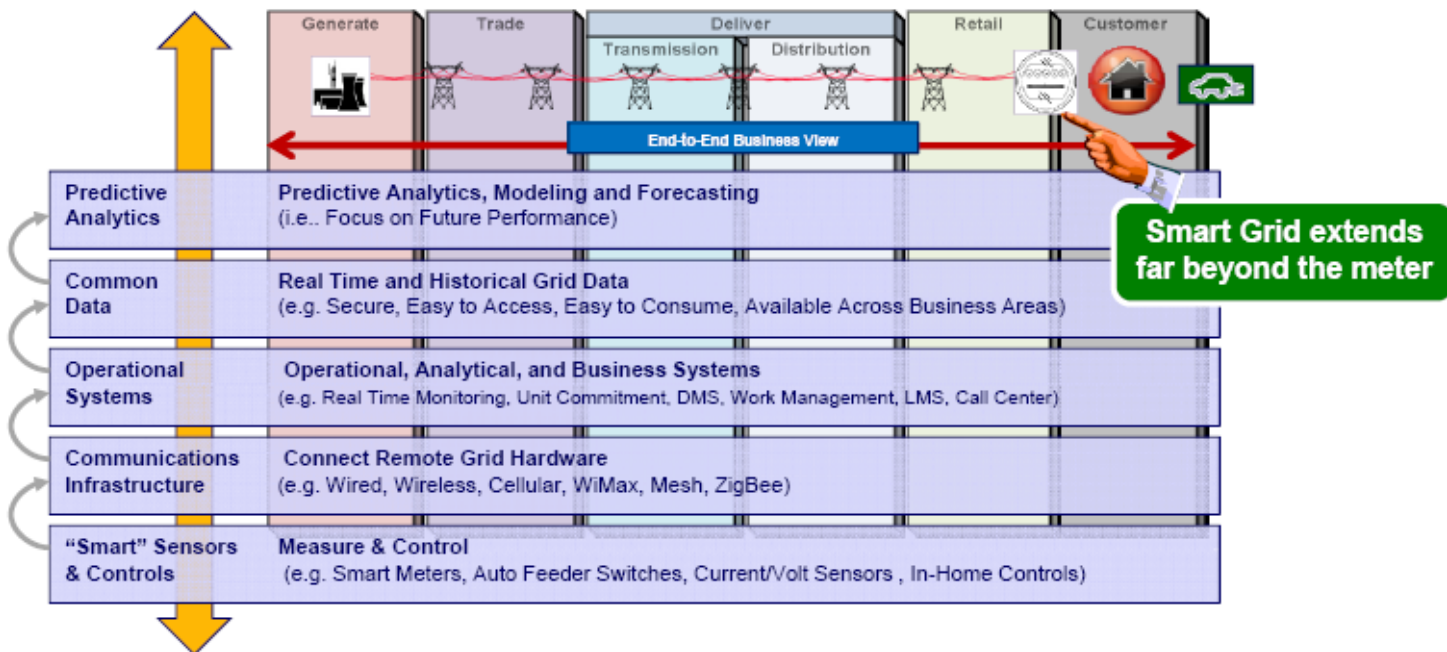 Generate
Trade
Deliver
Retail
Customer
Transmission
Distribution
End-to-End Business View
Predictive
Analytics
Predictive Analytics, Modeling and Forecasting
(i.e.. Focus on Future Performance)
Smart Grid extends
far beyond the meter
Common
Data
Real Time and Historical Grid Data
(e.g. Secure, Easy to Access, Easy to Consume, Available Across Business Areas)
Operational
Systems
Operational, Analytical, and Business Systems
(e.g. Real Time Monitoring, Unit Commitment, DMS, Work Management, LMS, Call Center)
Communications
Infrastructure
Connect Remote Grid Hardware
(e.g. Wired, Wireless, Cellular, WiMax, Mesh, ZigBee)
“Smart” Sensors
& Controls
Measure & Control
(e.g. Smart Meters, Auto Feeder Switches, Current/Volt Sensors , In-Home Controls)